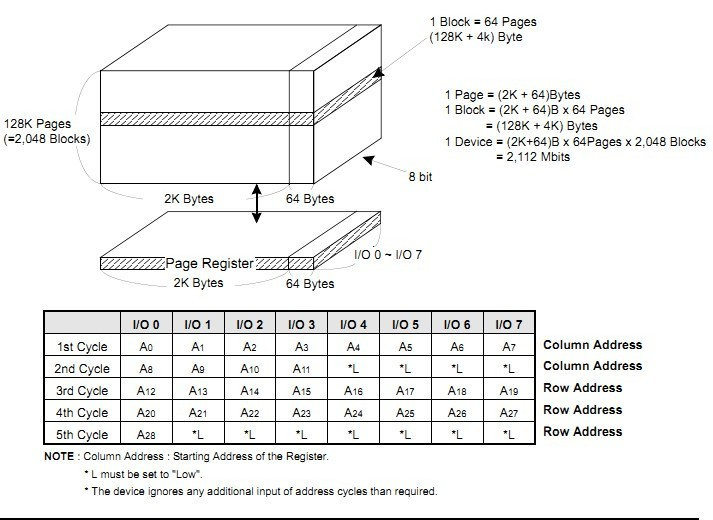 1 Block = 64 Pages
(128K + 4k) Byte
1 Page = (2K + 64)Bytes
1 Block = (2K + 64)B x 64 Pages
= (128K + 4K) Bytes
1 Device = (2K+64)B x 64Pages x 2,048 Blocks
= 2,112 Mbits
128K Pages
(=2,048 Blocks)
8 bit
2K Bytes 64 Bytes
I/O 0 ~ I/O 7
Page Register
2K Bytes 64 Bytes
I/O 0 I/O 1 I/O 2 I/O 3 I/O 4 I/O 5 I/O 6 I/O 7
1st Cycle A0 A1 A2 A3 A4 A5 A6 A7 Column Address
2nd Cycle A8 A9 A10 A11 *L *L *L *L Column Address
3rd Cycle A12 A13 A14 A15 A16 A17 A18 A19 Row Address
4th Cycle A20 A21 A22 A23 A24 A25 A26 A27 Row Address
5th Cycle A28 *L *L *L *L *L *L *L Row Address
NOTE : Column Address : Starting Address of the Register.
* L must be set to "Low".
* The device ignores any additional input of address cycles than required.